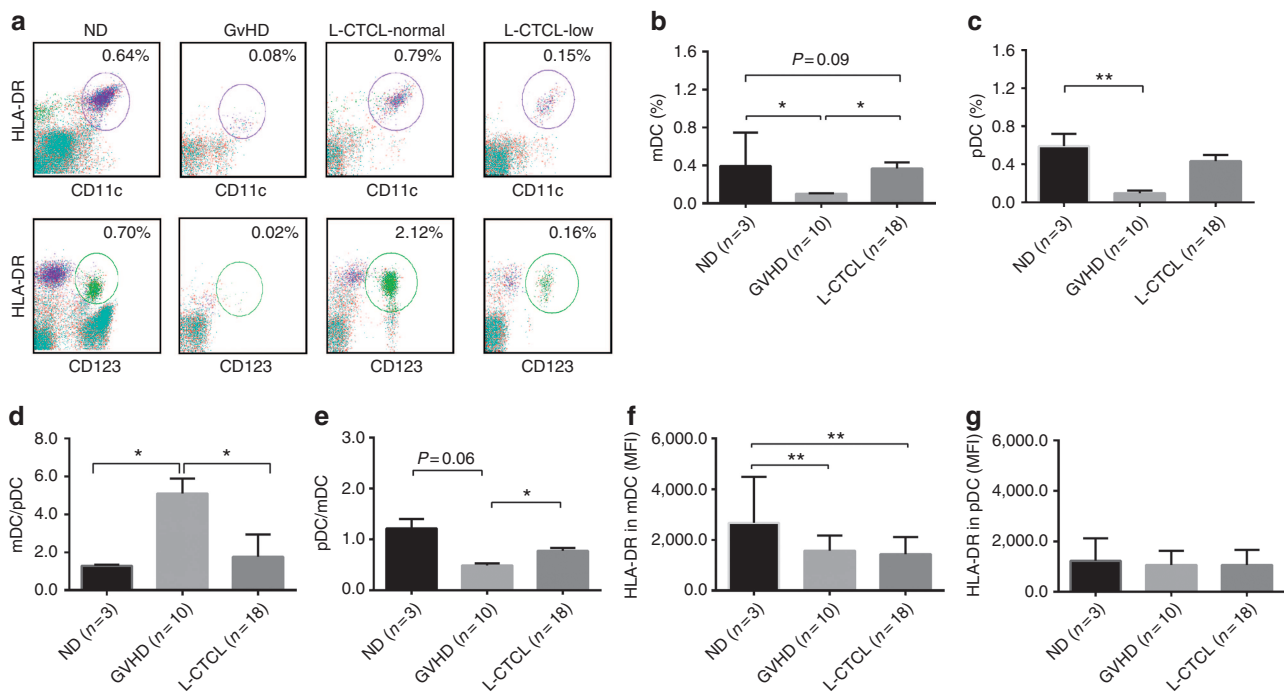 a
ND
GvHD
L-CTCL-normal
L-CTCL-low
HLA-DR
0.64%
0.08%
0.79%
0.15%
CD11c
CD11c
CD11c
CD11c
HLA-DR
0.70%
0.02%
2.12%
0.16%
CD123
CD123
CD123
CD123
b
mDC (%)
1.6
1.2
0.8
0.4
0.0
P=0.09
*
*
ND (n=3)
GVHD (n=10)
L-CTCL (n=18)
c
pDC (%)
1.6
1.2
0.8
0.4
0.0
**
ND (n=3)
GVHD (n=10)
L-CTCL (n=18)
d
mDC/pDC
8.0
6.0
4.0
2.0
0.0
*
*
ND (n=3)
GVHD (n=10)
L-CTCL (n=18)
e
pDC/mDC
3.0
2.0
1.0
0.0
P=0.06
*
ND (n=3)
GVHD (n=10)
L-CTCL (n=18)
f
HLA-DR in mDC (MFI)
6,000.0
4,000.0
2,000.0
0.0
**
**
ND (n=3)
GVHD (n=10)
L-CTCL (n=18)
g
HLA-DR in pDC (MFI)
6,000.0
4,000.0
2000.0
0.0
ND (n=3)
GVHD (n=10)
L-CTCL (n=18)